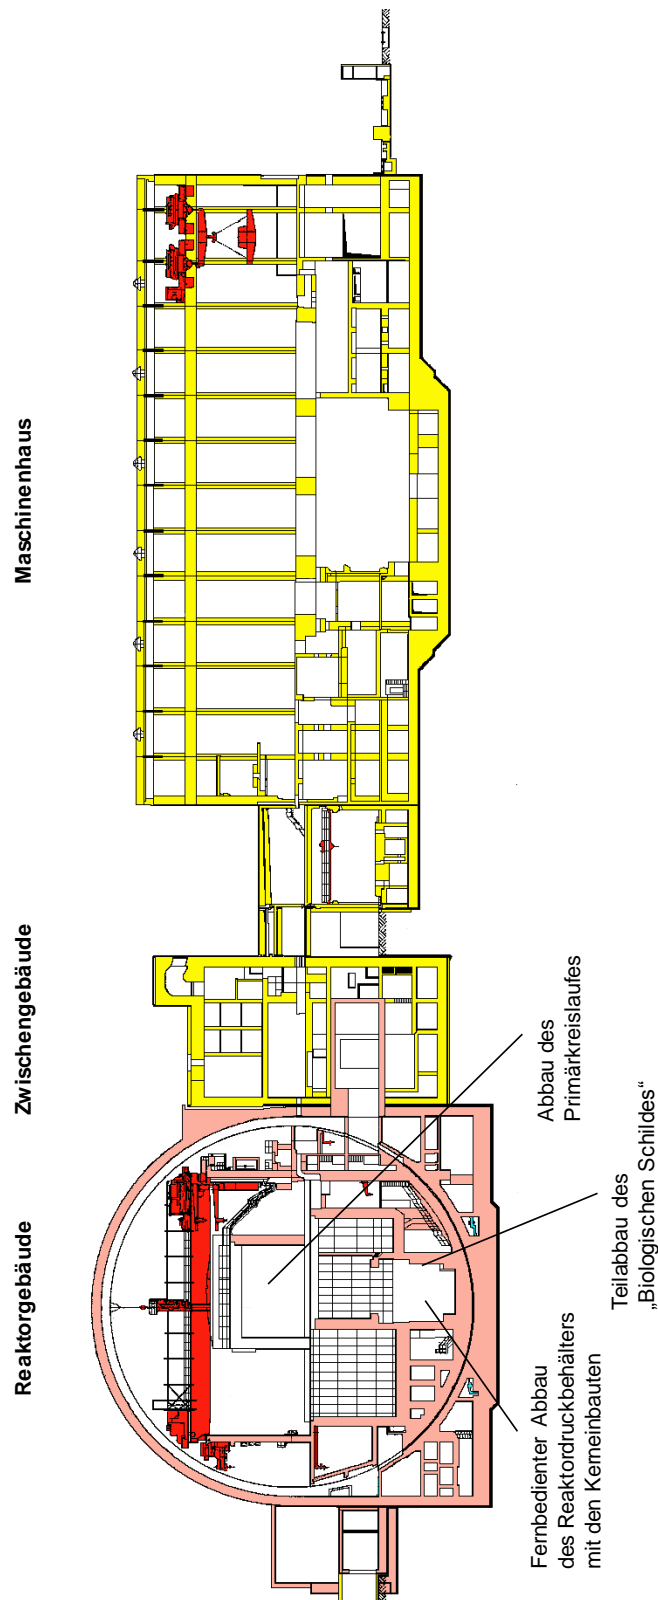 Reaktorgebäude
Zwischengebäude
Maschinenhaus
Fernbedienter Abbau
des Reaktordruckbehälters
mit den Kerneinbauten
Teilabbau des
„Biologischen Schildes“
Abbau des
Primärkreislaufes